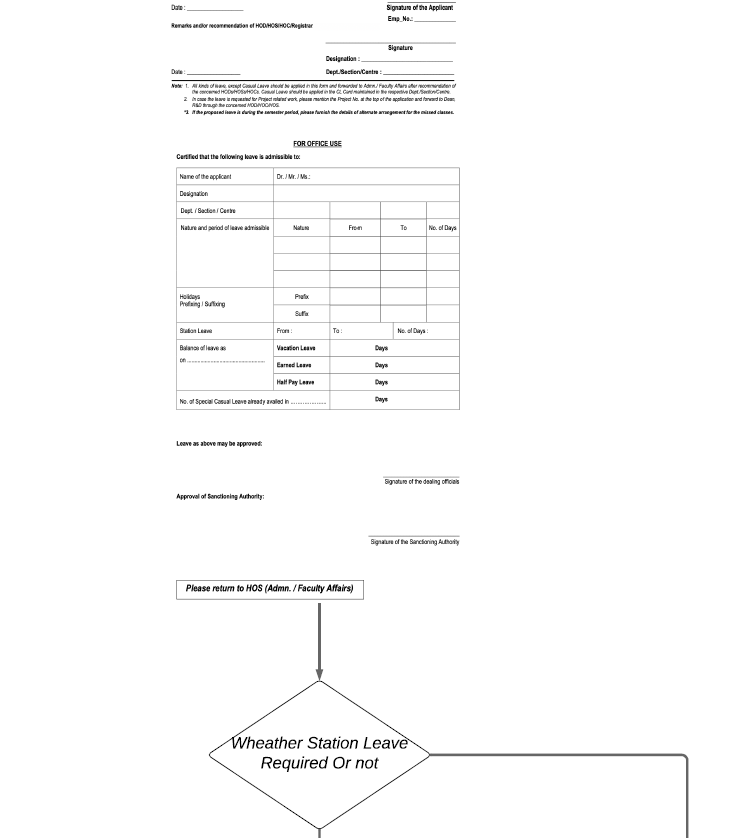 Date : ____________________
Signature of the Applicant
Emp_No.: _______________
Remarks and/or recommendation of HOD/HOS/HOC/Registrar
Signature
Designation : _________________________________
Date : ___________________
Dept./Section/Centre : __________________________
Note: 1. All kinds of leave, except Casual Leave should be applied in this form and forwarded to Admn./ Faculty Affairs after recommendation of
the concerned HODs/HOSs/HOCs. Casual Leave should be applied in the CL Card maintained in the respective Dept./Section/Centre.
2. In case the leave is requested for Project related work, please mention the Project No. at the top of the application and forward to Dean,
R&D through the concerned HOD/HOC/HOS.
*3. If the proposed leave is during the semester period, please furnish the details of alternate arrangement for the missed classes.
FOR OFFICE USE
Certified that the following leave is admissible to:
Name of the applicant Dr. / Mr. / Ms.:
Designation
Dept. / Section / Centre
Nature and period of leave admissible Nature From To No. of Days
Holidays Prefix
Prefixing / Suffixing
Suffix
Station Leave From : To : No. of Days :
Balance of leave as Vacation Leave Days
on ..........................................
Earned Leave Days
Half Pay Leave Days
No. of Special Casual Leave already availed in .................... Days
Leave as above may be approved:
Signature of the dealing officials
Approval of Sanctioning Authority:
Signature of the Sanctioning Authority
Please return to HOS (Admn. / Faculty Affairs)
Wheather Station Leave
Required Or not